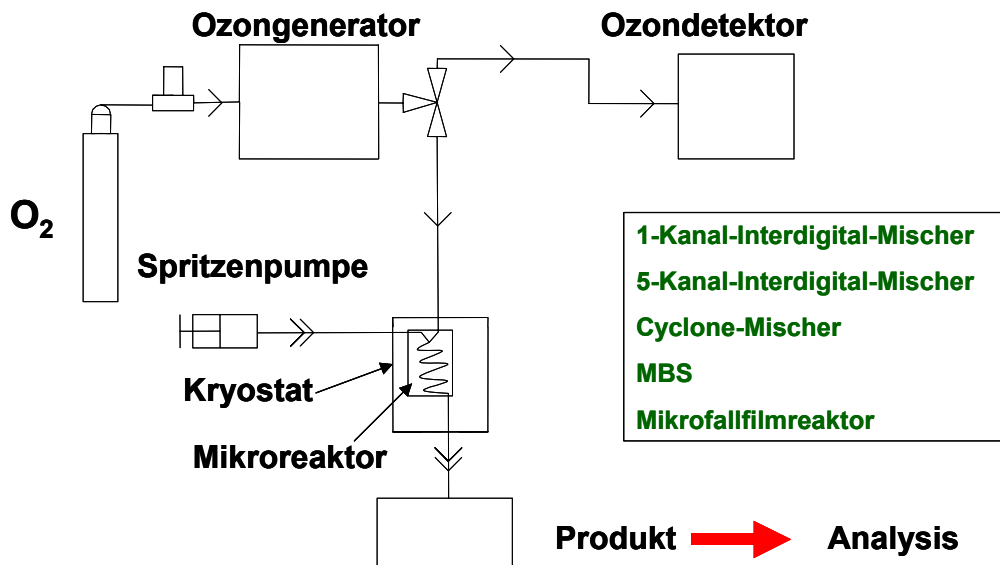 Ozongenerator
Ozondetektor
O2
1-Kanal-Interdigital-Mischer
5-Kanal-Interdigital-Mischer
Cyclone-Mischer
MBS
Mikrofallfilmreaktor
Spritzenpumpe
Kryostat
Mikroreaktor
Produkt
Analysis